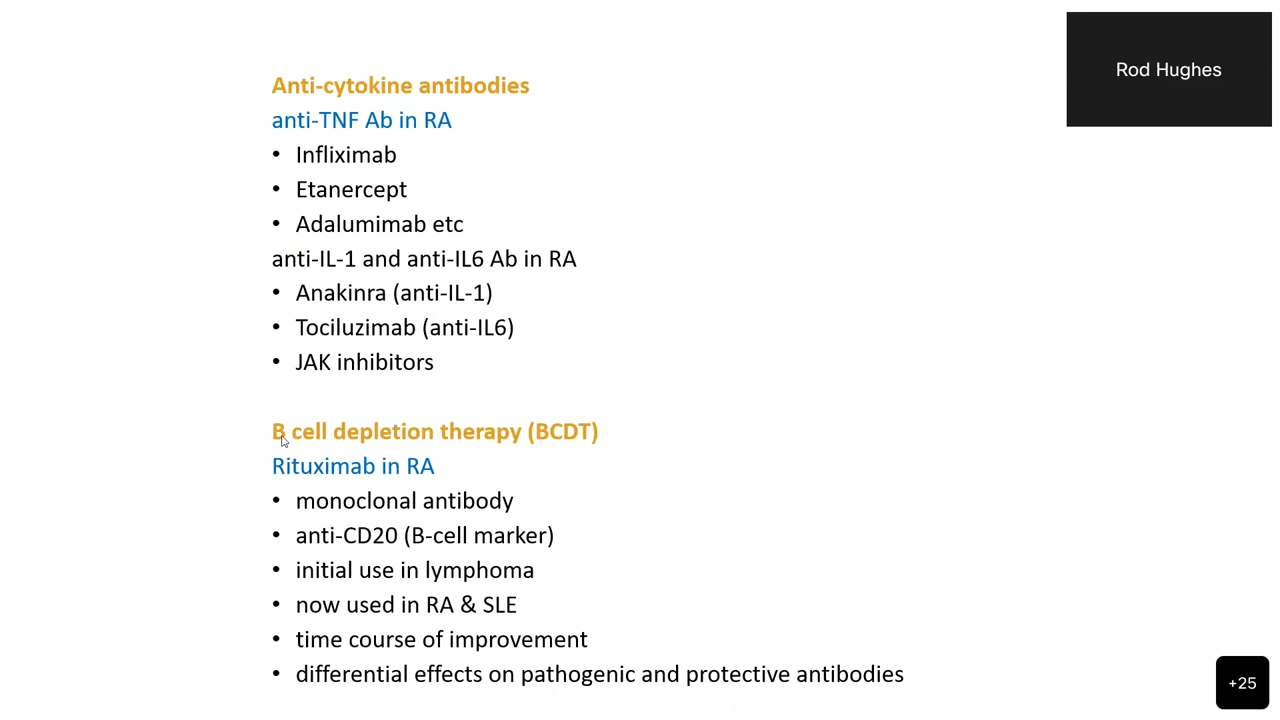 Rod Hughes
Anti-cytokine antibodies
anti-TNF Ab in RA
• Infliximab
• Etanercept
• Adalumimab etc
anti-IL-1 and anti-IL6 Ab in RA
• Anakinra (anti-IL-1)
• Tociluzimab (anti-IL6)
• JAK inhibitors
B cell depletion therapy (BCDT)
Rituximab in RA
• monoclonal antibody
• anti-CD20 (B-cell marker)
• initial use in lymphoma
• now used in RA & SLE
• time course of improvement
• differential effects on pathogenic and protective antibodies
+25